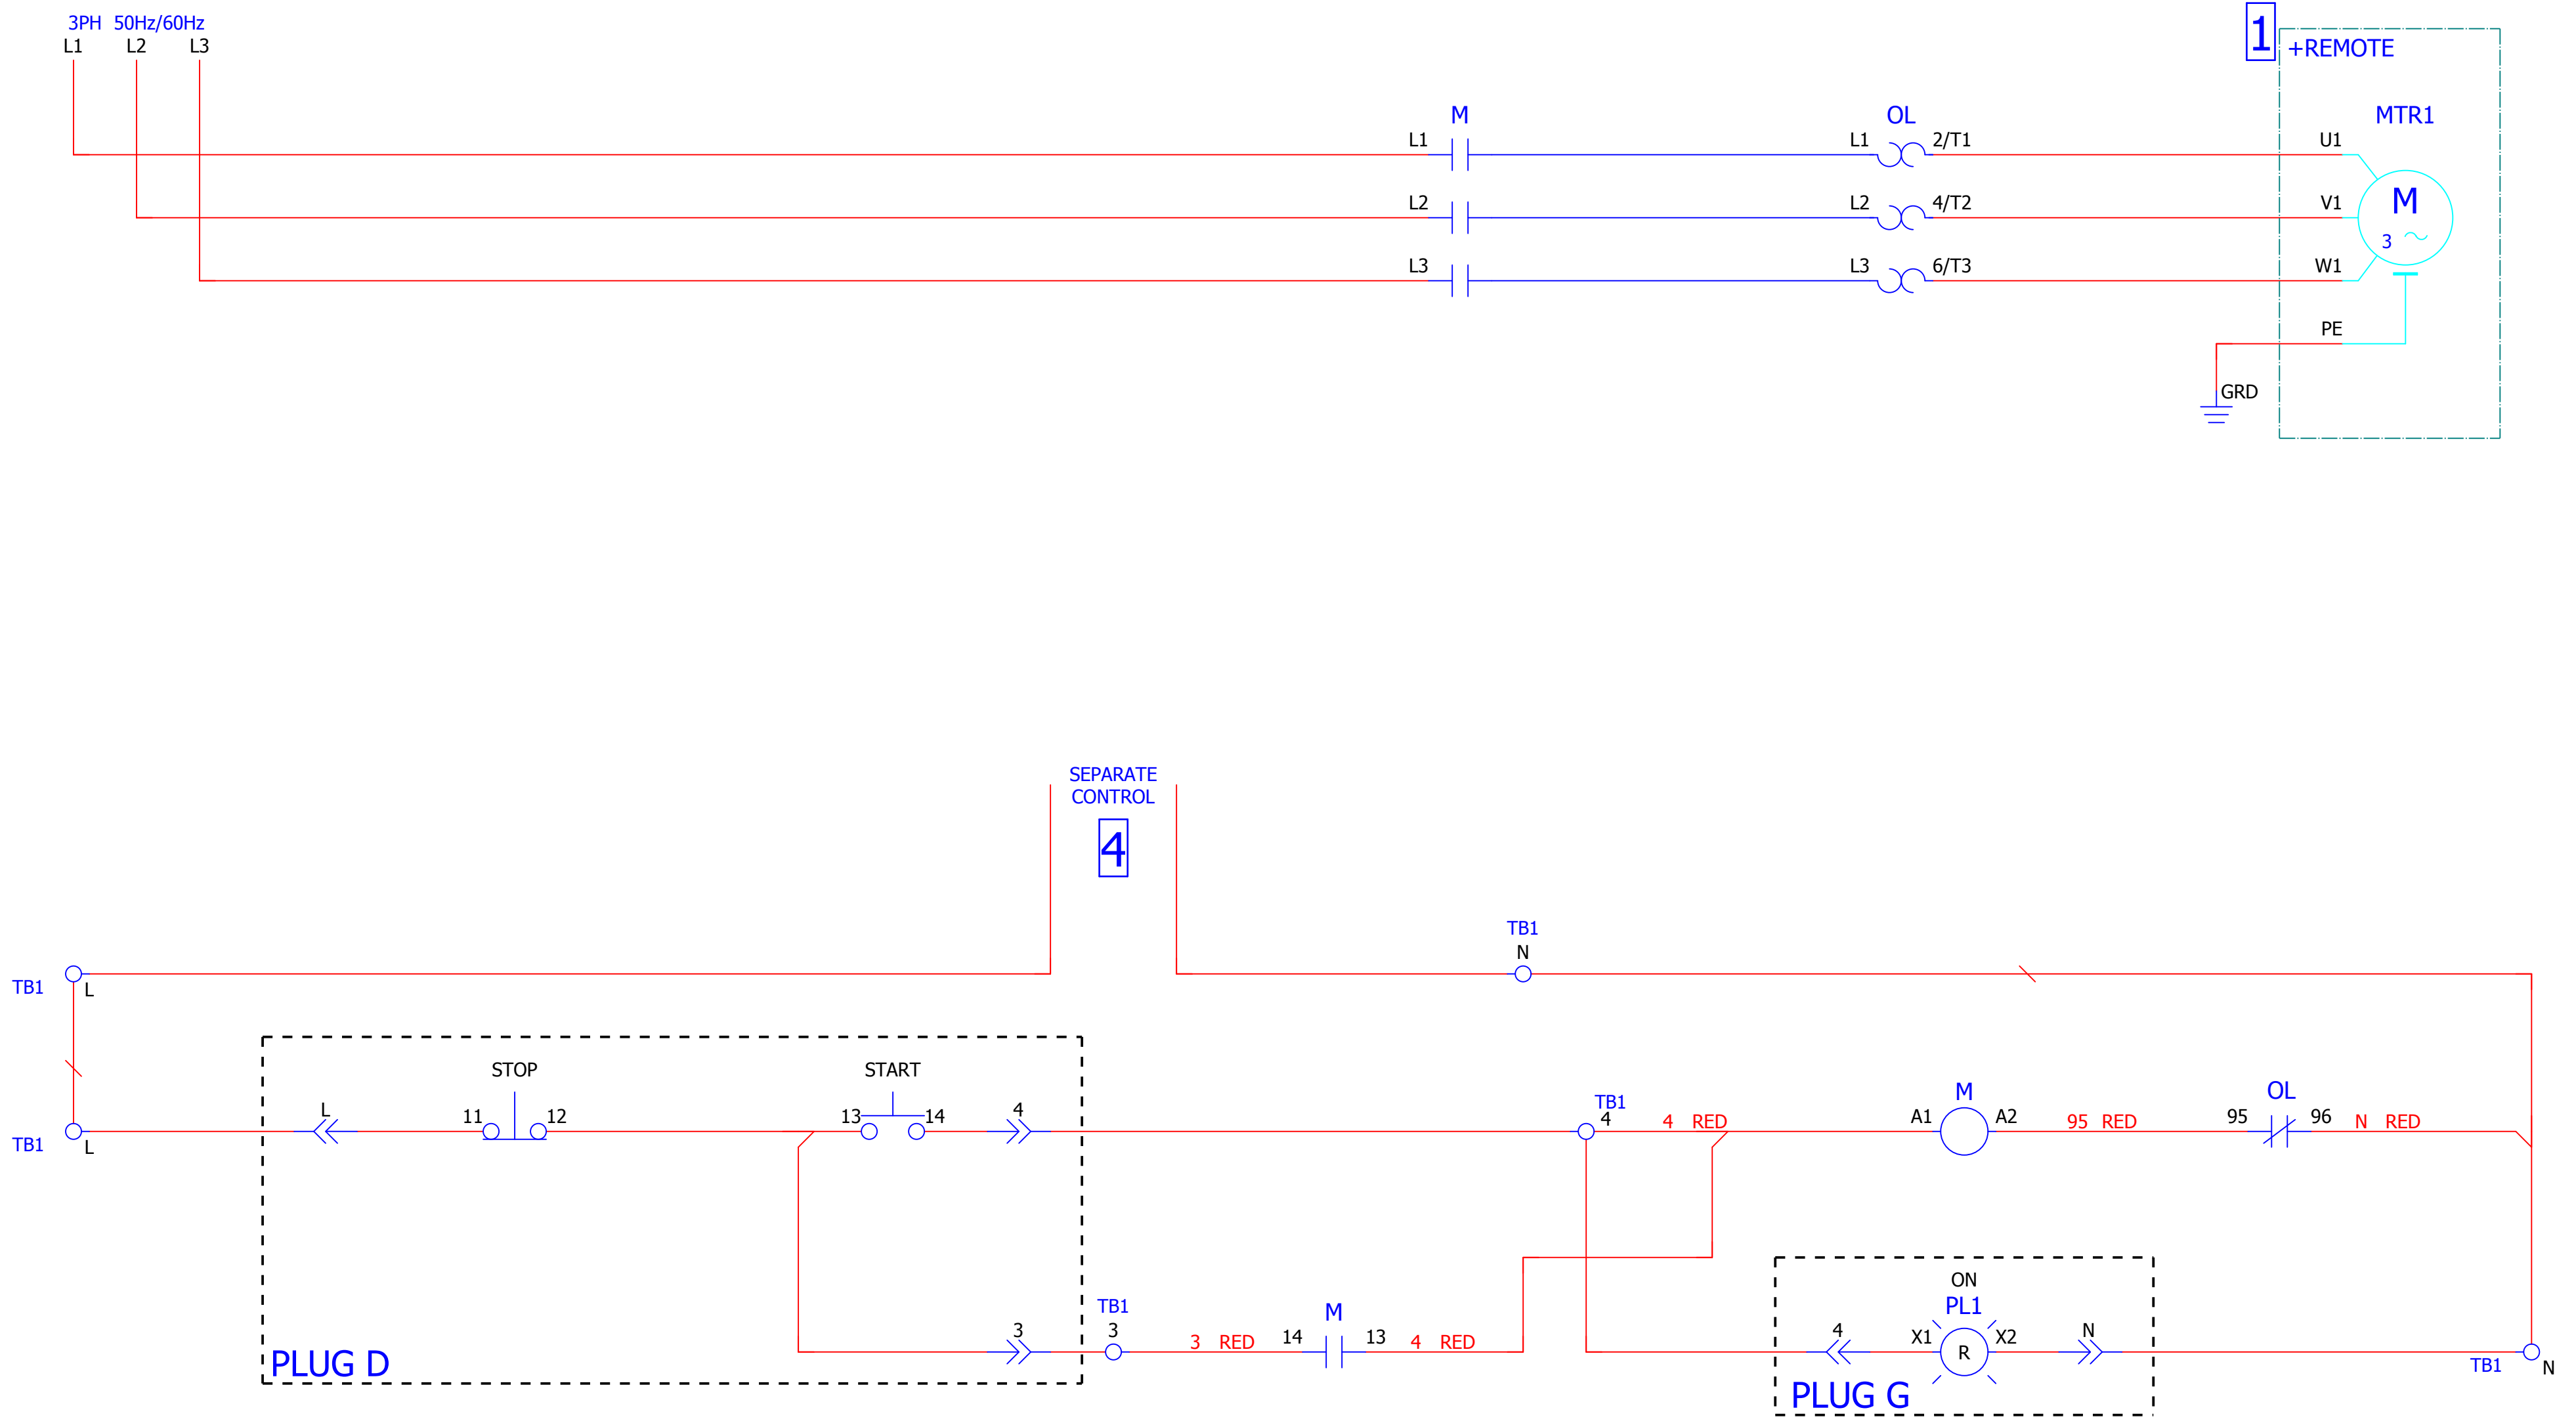 3PH 50Hz/60Hz
L1 L2 L3
1
+REMOTE
M OL MTR1
L1 L1 2/T1 U1
L2 L2 4/T2 V1
M
3
L3 L3 6/T3 W1
PE
GRD
SEPARATE
CONTROL
4
TB1
N
TB1 L
STOP START
L 11 12 13 14 4
TB1
4
4 RED
M
A1 A2
95 RED
OL
95 96
N RED
TB1 L
3
TB1
3
3 RED
M
14 13
4 RED
ON
PL1
4 X1 R X2 N
TB1 N
PLUG D
PLUG G